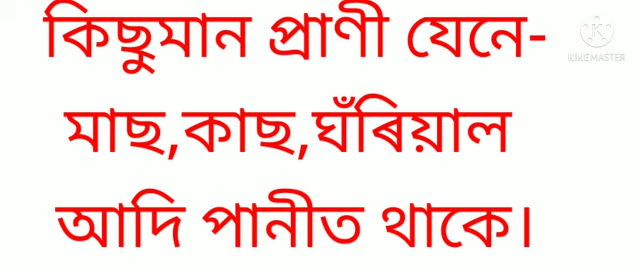 কিছুমান প্ৰাণী যেনে-
মাছ,কাছ,ঘঁৰিয়াল
আদি পানীত থাকে।
KINEMASTER